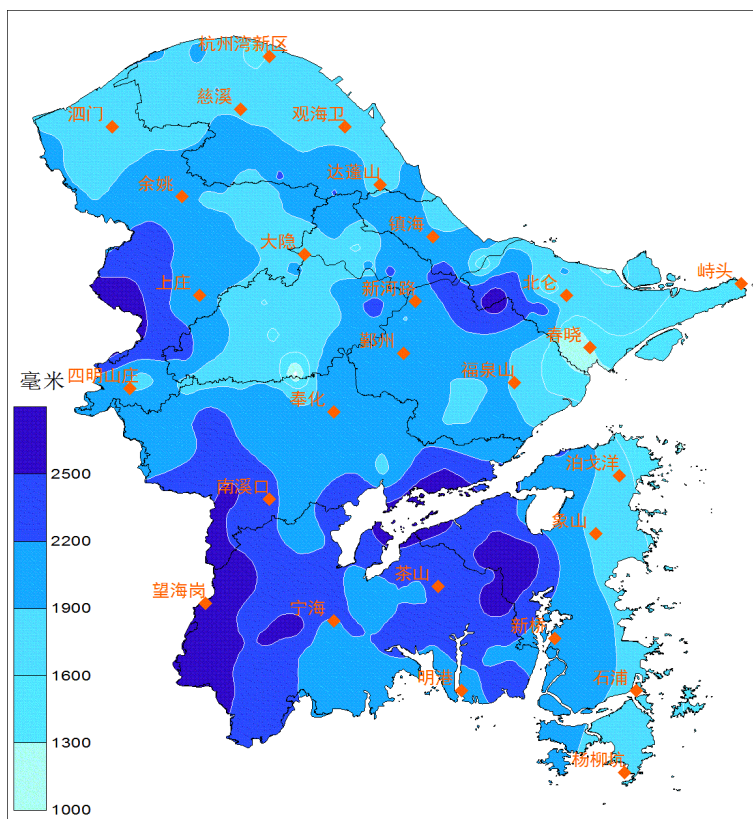 杭州湾新区
慈溪
泗门
观海卫
达蓬山
余姚
镇海
大隐
峙头
上庄
新河路
北仑
鄞州
春晓
四明山庄
福泉山
毫米
奉化
泊戈洋
2500
南溪口
象山
2200
茶山
望海岗
1900
宁海
新桥
1600
明港
石浦
1300
杨柳坑
1000